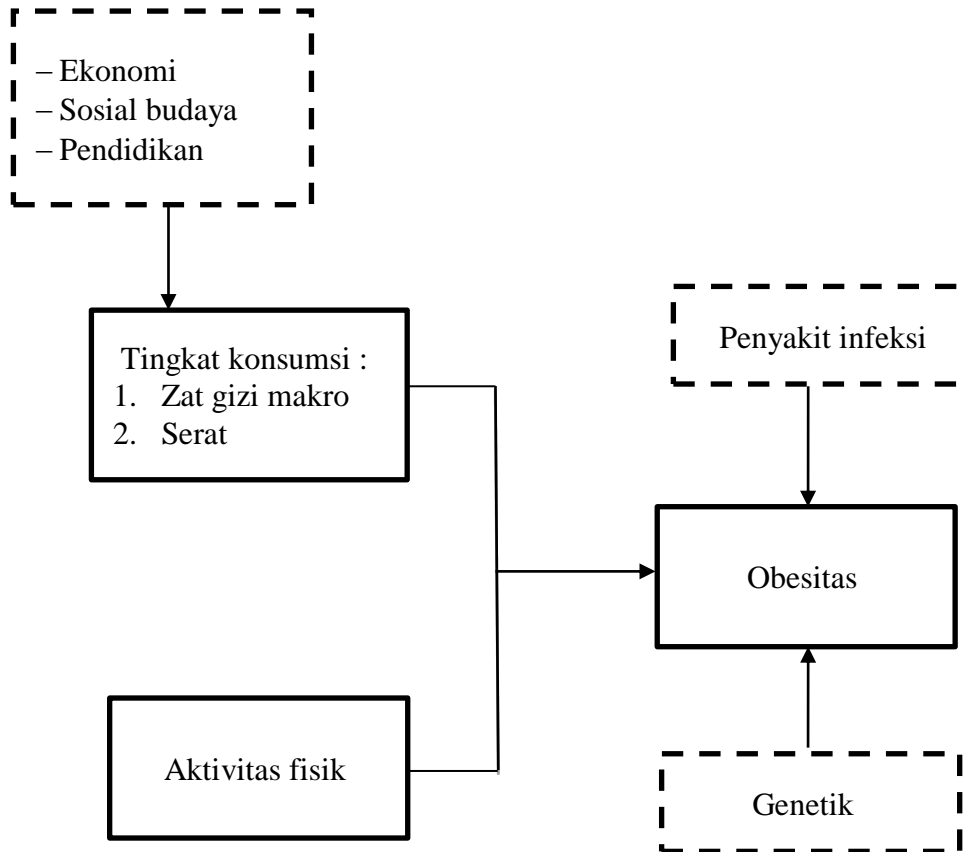 – Ekonomi
– Sosial budaya
– Pendidikan
Tingkat konsumsi :
1. Zat gizi makro
2. Serat
Penyakit infeksi
Obesitas
Aktivitas fisik
Genetik